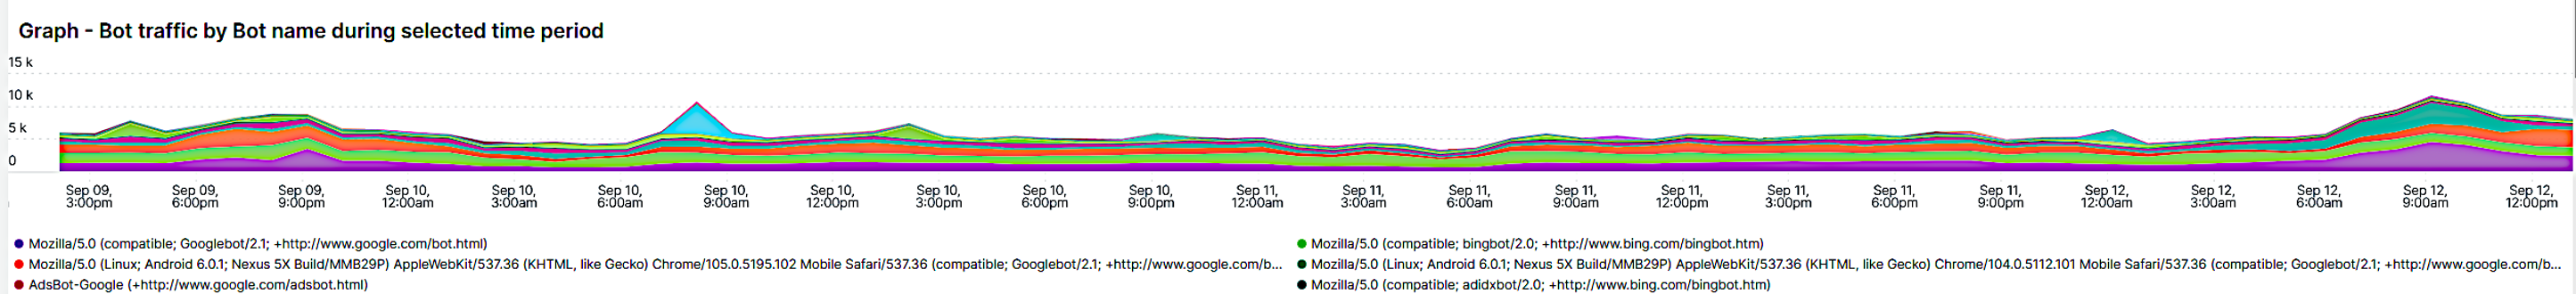 Graph - Bot traffic by Bot name during selected time period
15 k
10 k
5 k
0
Sep 09, 3:00pm
Sep 09, 6:00pm
Sep 09, 9:00pm
Sep 10, 12:00am
Sep 10, 3:00am
Sep 10, 6:00am
Sep 10, 9:00am
Sep 10, 12:00pm
Sep 10, 3:00pm
Sep 10, 6:00pm
Sep 10, 9:00pm
Sep 11, 12:00am
Sep 11, 3:00am
Sep 11, 6:00am
Sep 11, 9:00am
Sep 11, 12:00pm
Sep 11, 3:00pm
Sep 11, 6:00pm
Sep 11, 9:00pm
Sep 12, 12:00am
Sep 12, 3:00am
Sep 12, 6:00am
Sep 12, 9:00am
Sep 12, 12:00pm
Mozilla/5.0 (compatible; Googlebot/2.1; +http://www.google.com/bot.html)
Mozilla/5.0 (compatible; bingbot/2.0; +http://www.bing.com/bingbot.htm)
Mozilla/5.0 (Linux; Android 6.0.1; Nexus 5X Build/MMB29P) AppleWebKit/537.36 (KHTML, like Gecko) Chrome/105.0.5195.102 Mobile Safari/537.36 (compatible; Googlebot/2.1; +http://www.google.com/b...
Mozilla/5.0 (Linux; Android 6.0.1; Nexus 5X Build/MMB29P) AppleWebKit/537.36 (KHTML, like Gecko) Chrome/104.0.5112.101 Mobile Safari/537.36 (compatible; Googlebot/2.1; +http://www.google.com/b...
AdsBot-Google (+http://www.google.com/adsbot.html)
Mozilla/5.0 (compatible; adidxbot/2.0; +http://www.bing.com/bingbot.htm)